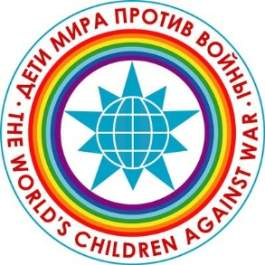 • ДЕТИ МИРА ПРОТИВ ВОЙНЫ •
THE WORLD'S CHILDREN AGAINST WAR